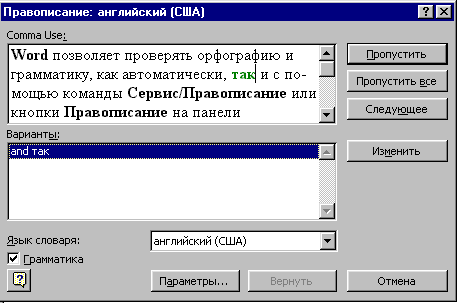 Правописание: английский (США)
Comma Use:
Word позволяет проверять орфографию и
грамматику, как автоматически, так и с по-
мощью команды Сервис/Правописание или
кнопки Правописание на панели
Пропустить
Пропустить все
Следующее
Варианты:
and так
Изменить
Язык словаря:
английский (США)
Грамматика
Параметры...
Вернуть
Отмена